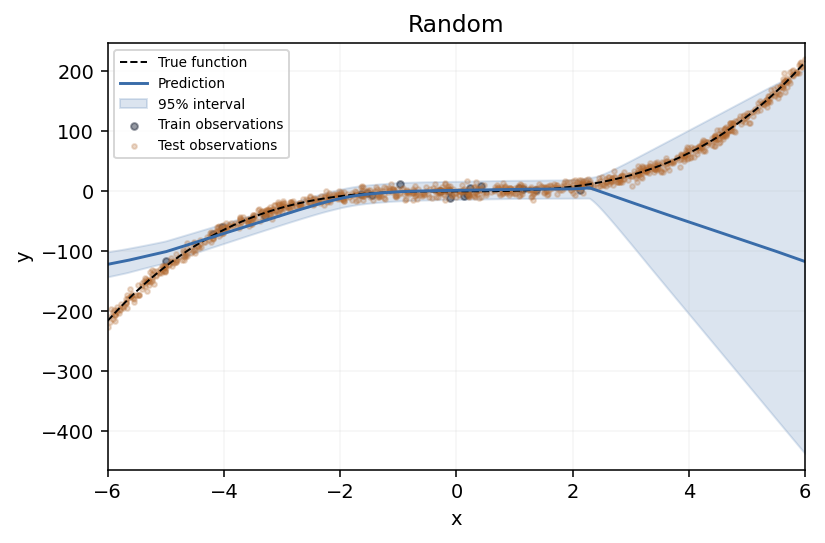 Random
True function
Prediction
95% interval
Train observations
Test observations
200
100
0
−100
−200
−300
−400
y
−6
−4
−2
0
2
4
6
x